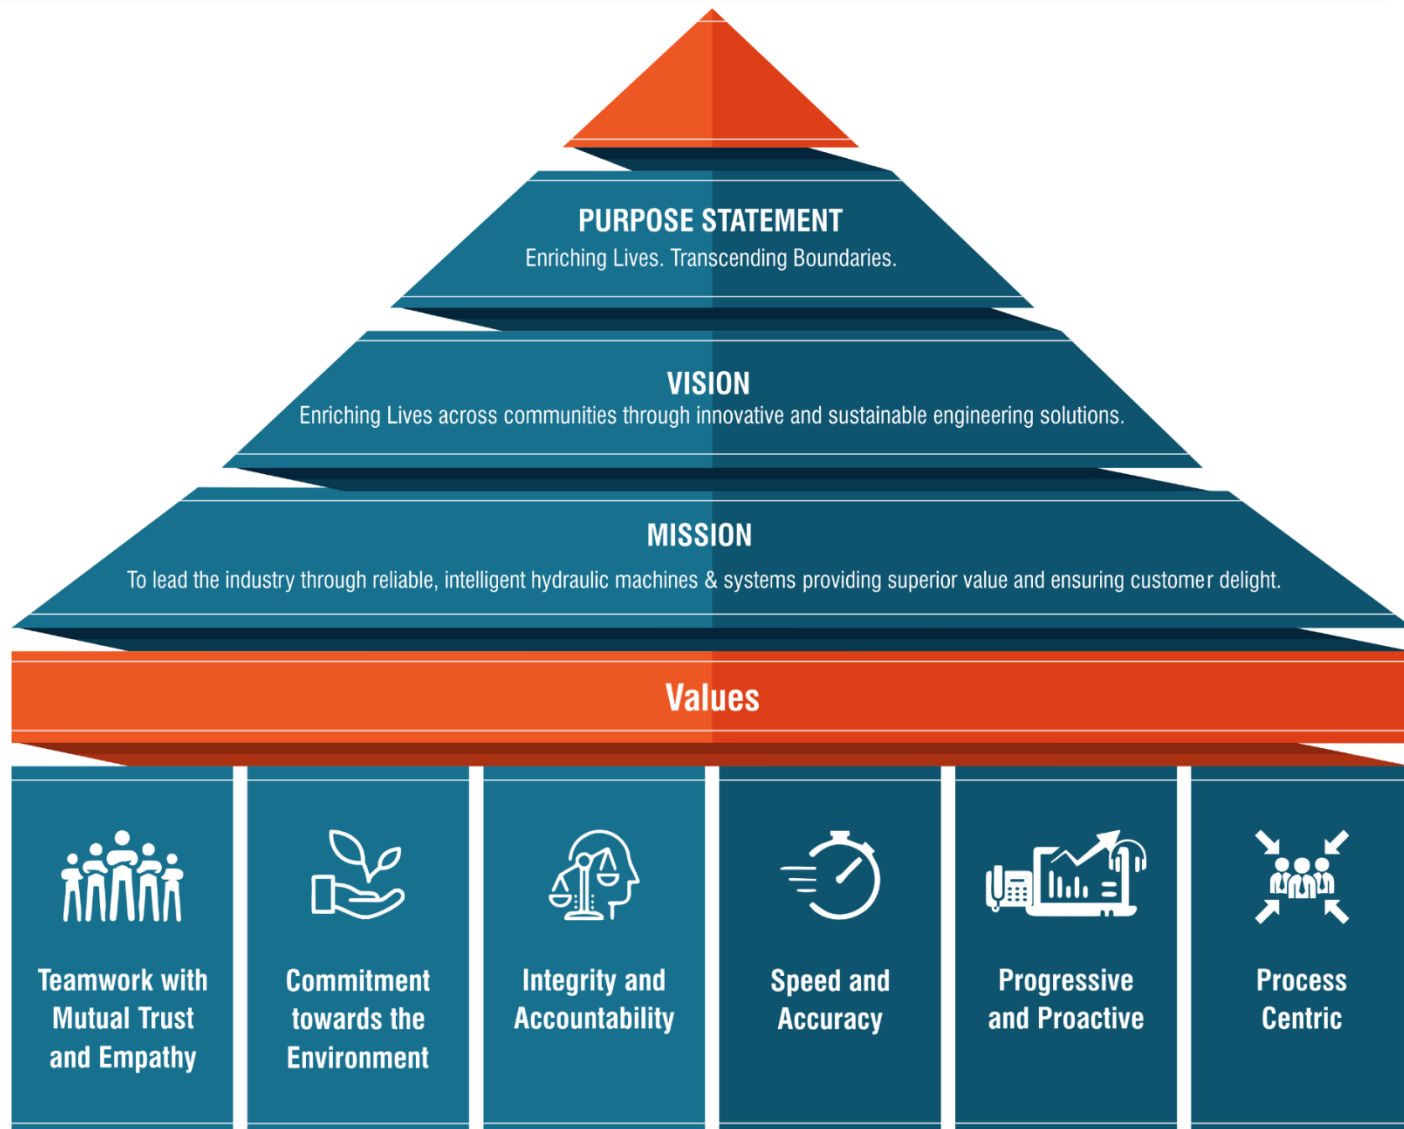 PURPOSE STATEMENT
Enriching Lives. Transcending Boundaries.
VISION
Enriching Lives across communities through innovative and sustainable engineering solutions.
MISSION
To lead the industry through reliable, intelligent hydraulic machines & systems providing superior value and ensuring customer delight.
Values
Teamwork with
Mutual Trust
and Empathy
Commitment
towards the
Environment
Integrity and
Accountability
Speed and
Accuracy
Progressive
and Proactive
Process
Centric